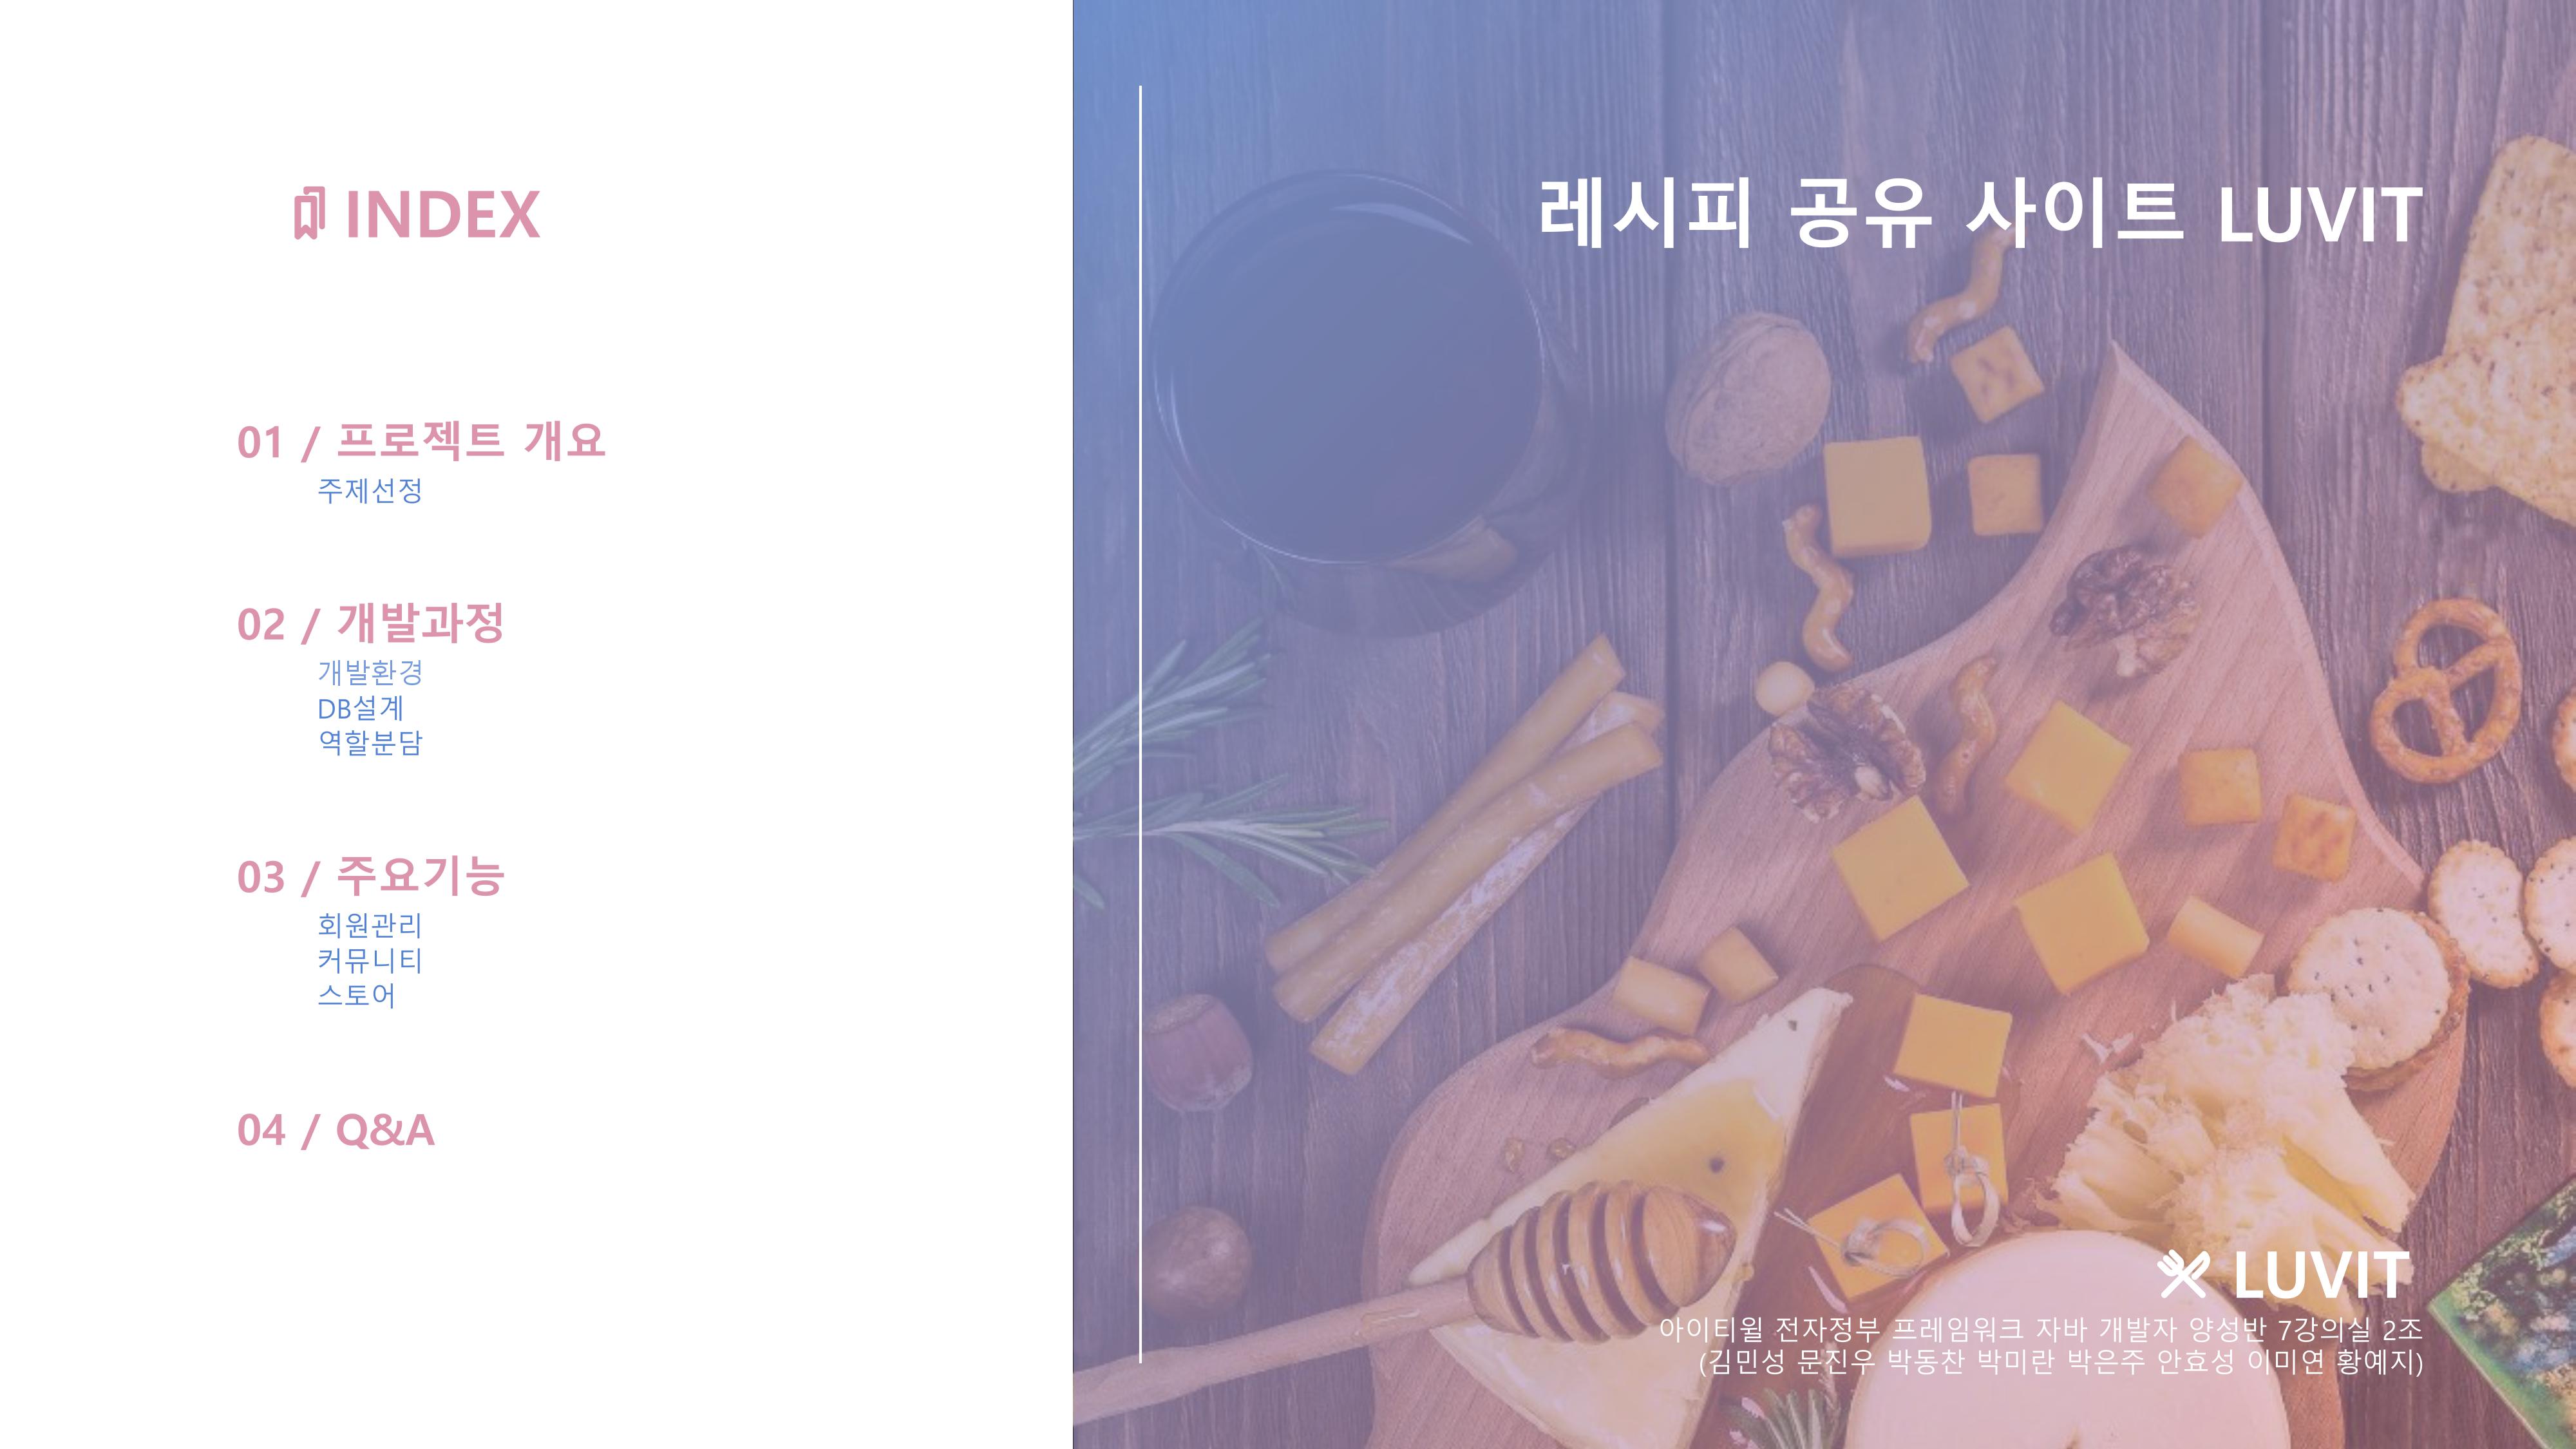 INDEX
01 / 프로젝트 개요
주제선정
02 / 개발과정
개발환경
DB설계
역할분담
03 / 주요기능
회원관리
커뮤니티
스토어
04 / Q&A
레시피 공유 사이트 LUVIT
LUVIT
아이티윌 전자정부 프레임워크 자바 개발자 양성반 7강의실 2조
(김민성 문진우 박동찬 박미란 박은주 안효성 이미연 황예지)